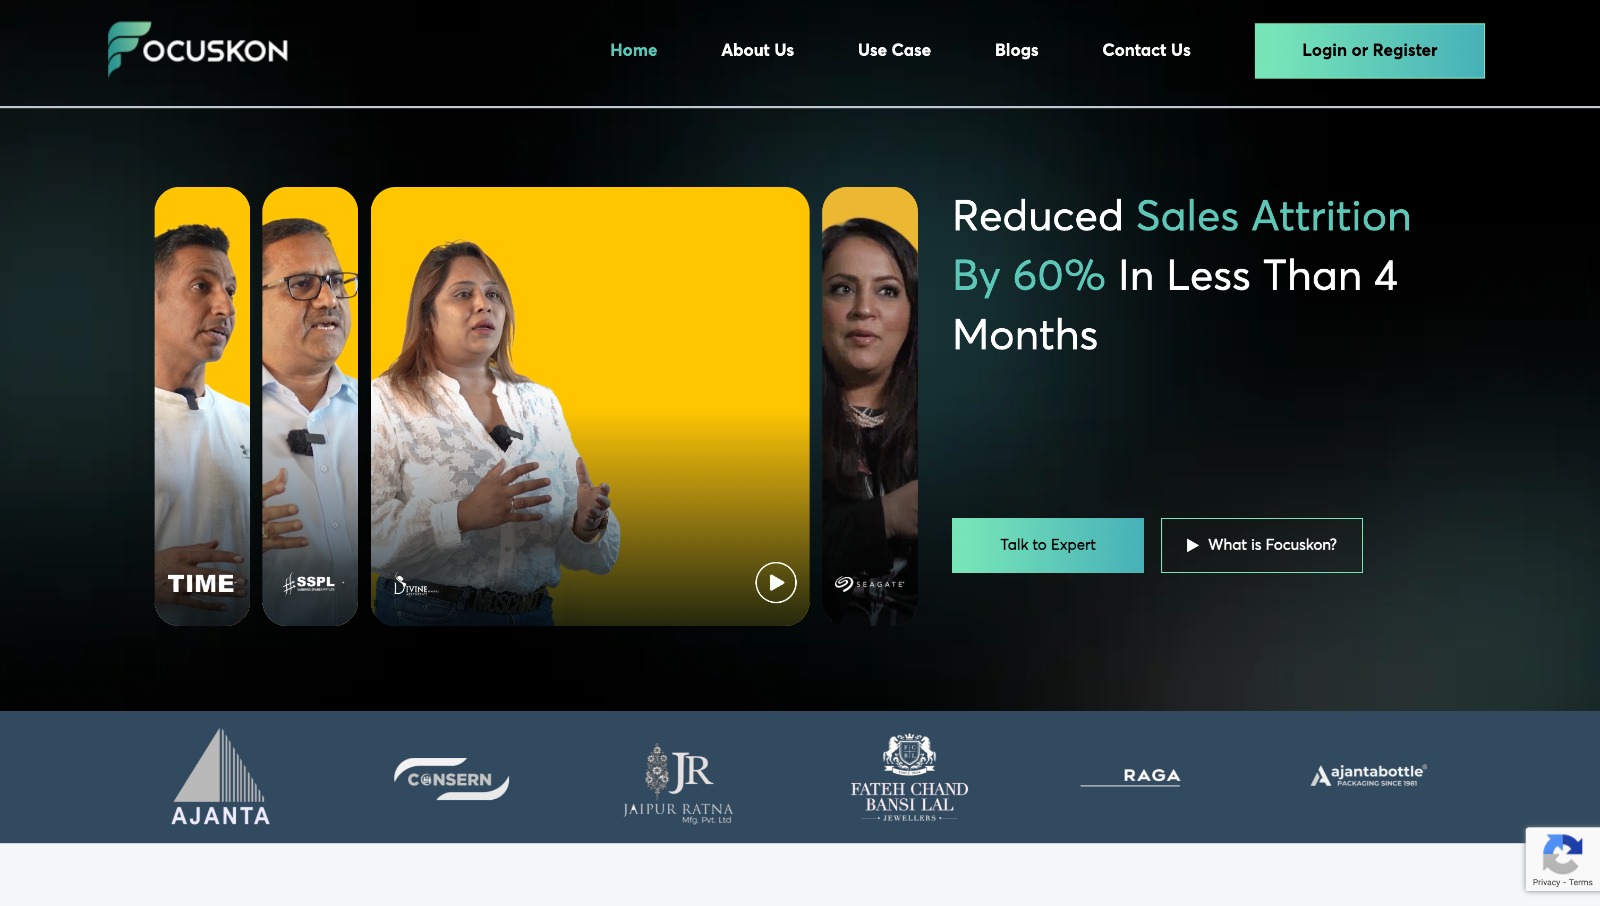 FOCUSKON
Home
About Us
Use Case
Blogs
Contact Us
Login or Register
Reduced Sales Attrition
By 60% In Less Than 4
Months
Talk to Expert
What is Focuskon?
TIME
SSPL
DIVINE
SEAGATE
AJANTA
CONSERN
JR
JAIPUR RATNA
Mfg. Pvt. Ltd
FATEH CHAND
BANSI LAL
JEWELLERS
RAGA
ajantabottle®
PACKAGING SINCE 1981
Privacy - Terms